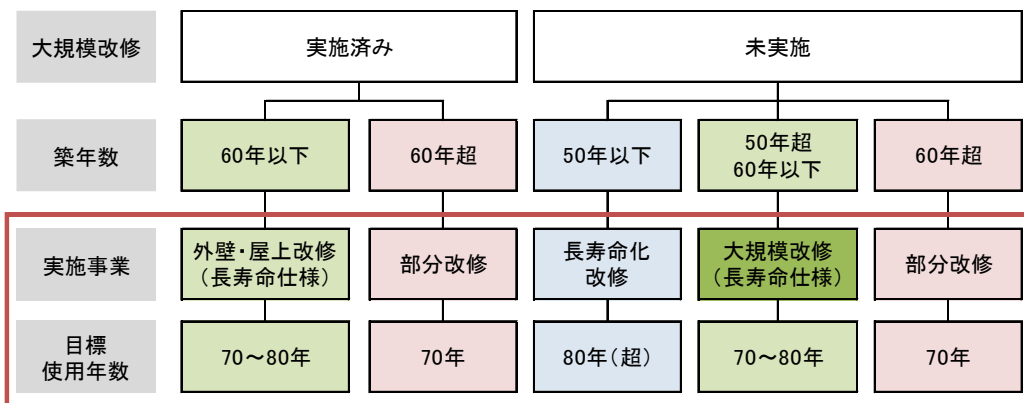 大規模改修
実施済み
未実施
築年数
60年以下
60年超
50年以下
50年超
60年以下
60年超
実施事業
外壁・屋上改修
（長寿命仕様）
部分改修
長寿命化
改修
大規模改修
（長寿命仕様）
部分改修
目標
使用年数
70～80年
70年
80年（超）
70～80年
70年